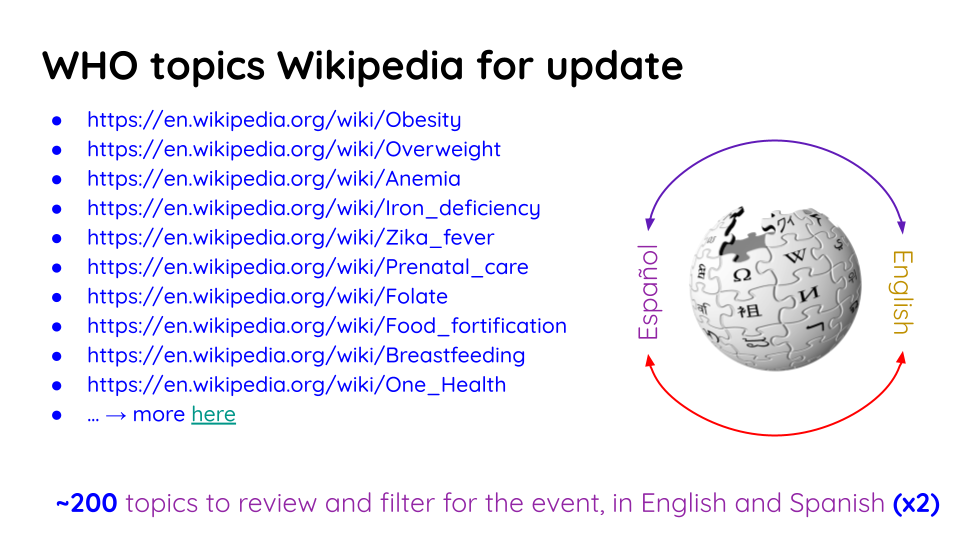 WHO topics Wikipedia for update
● https://en.wikipedia.org/wiki/Obesity
● https://en.wikipedia.org/wiki/Overweight
● https://en.wikipedia.org/wiki/Anemia
● https://en.wikipedia.org/wiki/Iron_deficiency
● https://en.wikipedia.org/wiki/Zika_fever
● https://en.wikipedia.org/wiki/Prenatal_care
● https://en.wikipedia.org/wiki/Folate
● https://en.wikipedia.org/wiki/Food_fortification
● https://en.wikipedia.org/wiki/Breastfeeding
● https://en.wikipedia.org/wiki/One_Health
● ... → more here
Español
Ω
W
祖
И
English
~200 topics to review and filter for the event, in English and Spanish (x2)